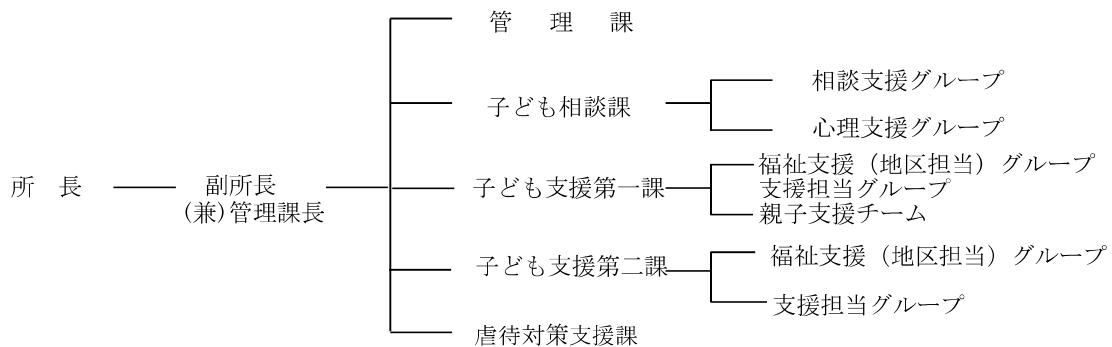 管　理　課
子ども相談課
相談支援グループ
心理支援グループ
所　長
副所長
(兼)管理課長
子ども支援第一課
福祉支援（地区担当）グループ
支援担当グループ
親子支援チーム
子ども支援第二課
福祉支援（地区担当）グループ
支援担当グループ
虐待対策支援課